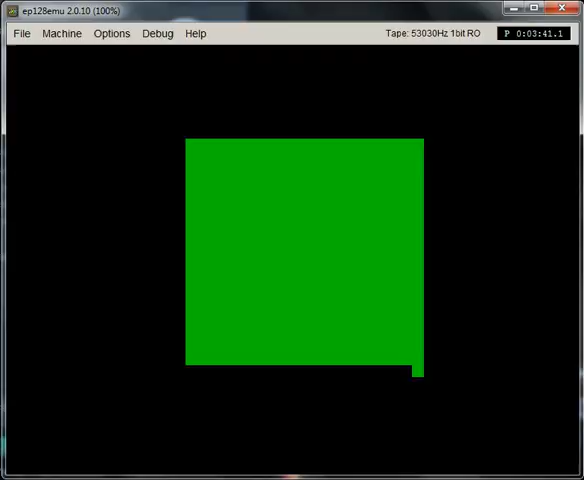 ep128emu 2.0.10 (100%)
File Machine Options Debug Help Tape: 53030Hz 1bit RO P 0:03:41.1